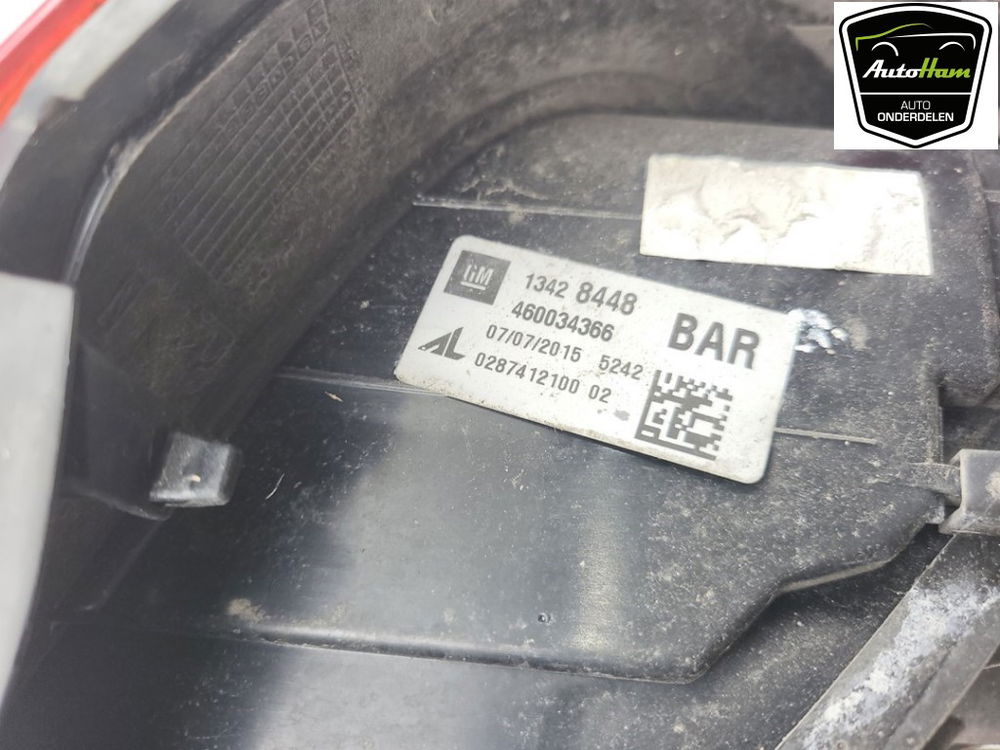 AutoHam
AUTO
ONDERDELEN
GM
1342 8448
460034366
BAR
07/07/2015 5242
AL
0287412100 02